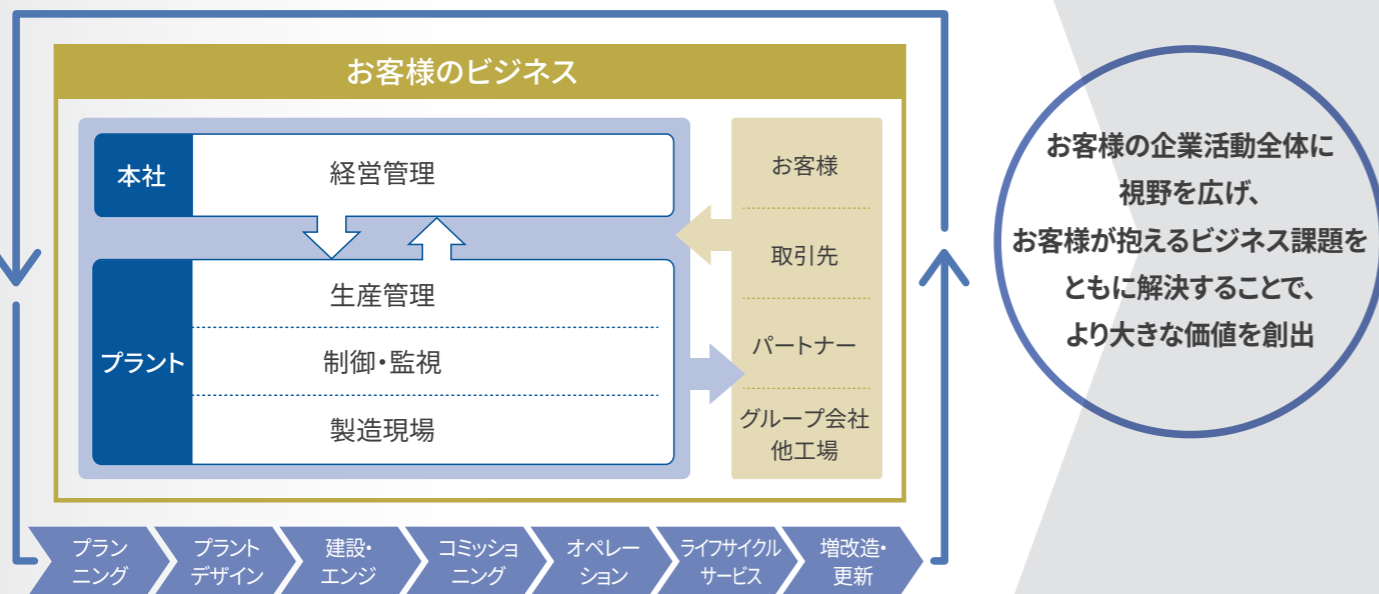 お客様のビジネス
本社
経営管理
プラント
生産管理
制御・監視
製造現場
お客様
取引先
パートナー
グループ会社
他工場
プラン
ニング
プラント
デザイン
建設・
エンジ
コミッショ
ニング
オペレー
ション
ライフサイクル
サービス
増改造・
更新
お客様の企業活動全体に
視野を広げ、
お客様が抱えるビジネス課題を
ともに解決することで、
より大きな価値を創出